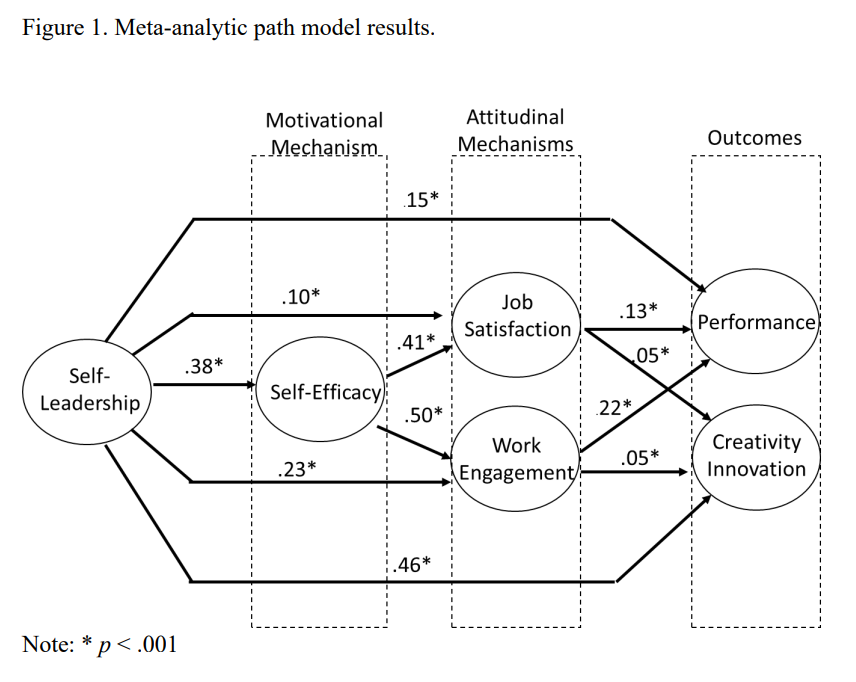 Figure 1. Meta-analytic path model results.
Motivational
Mechanism
Attitudinal
Mechanisms
Outcomes
.15*
.10*
Job
Satisfaction
.13*
Performance
.41*
.05*
Self-
Leadership
.38*
Self-Efficacy
.50*
.22*
Work
Engagement
.05*
Creativity
Innovation
.23*
.46*
Note: * p < .001